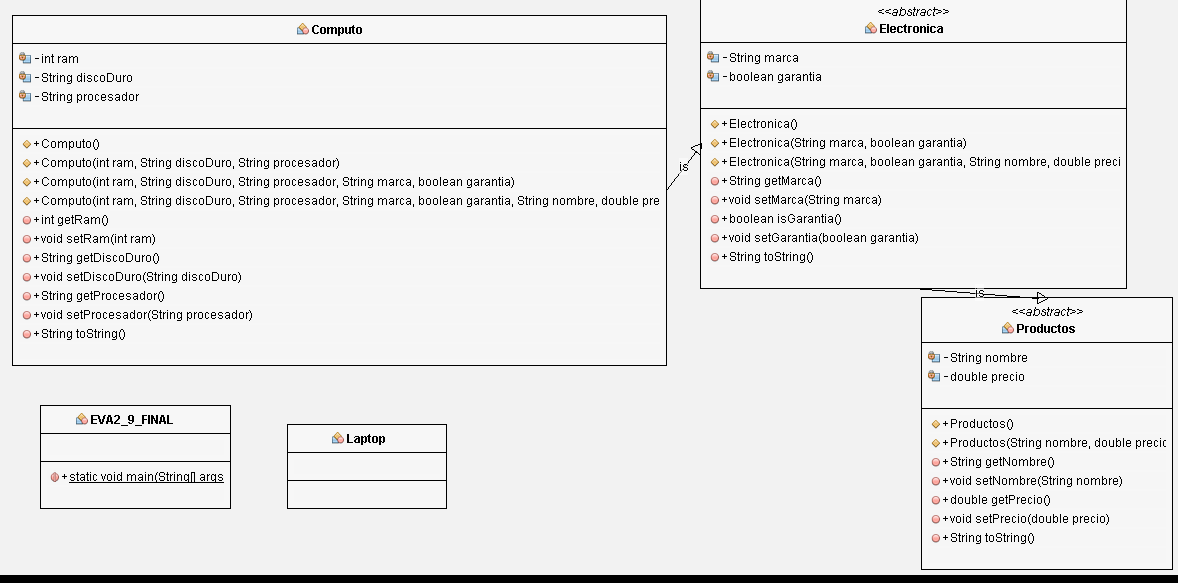 Computo
- int ram
- String discoDuro
- String procesador
+ Computo()
+ Computo(int ram, String discoDuro, String procesador)
+ Computo(int ram, String discoDuro, String procesador, String marca, boolean garantia)
+ Computo(int ram, String discoDuro, String procesador, String marca, boolean garantia, String nombre, double pre
+ int getRam()
+void setRam(int ram)
+ String getDiscoDuro()
+void setDiscoDuro(String discoDuro)
+ String getProcesador()
+void setProcesador(String procesador)
+ String toString()
is
<<abstract>>
Electronica
- String marca
- boolean garantia
+ Electronica()
+ Electronica(String marca, boolean garantia)
+ Electronica(String marca, boolean garantia, String nombre, double preci
+ String getMarca()
+void setMarca(String marca)
+ boolean isGarantia()
+void setGarantia(boolean garantia)
+ String toString()
is
<<abstract>>
Productos
- String nombre
- double precio
+ Productos()
+ Productos(String nombre, double precic
+ String getNombre()
+void setNombre(String nombre)
+ double getPrecio()
+void setPrecio(double precio)
+ String toString()
EVA2_9_FINAL
+ static void main(String[] args
Laptop